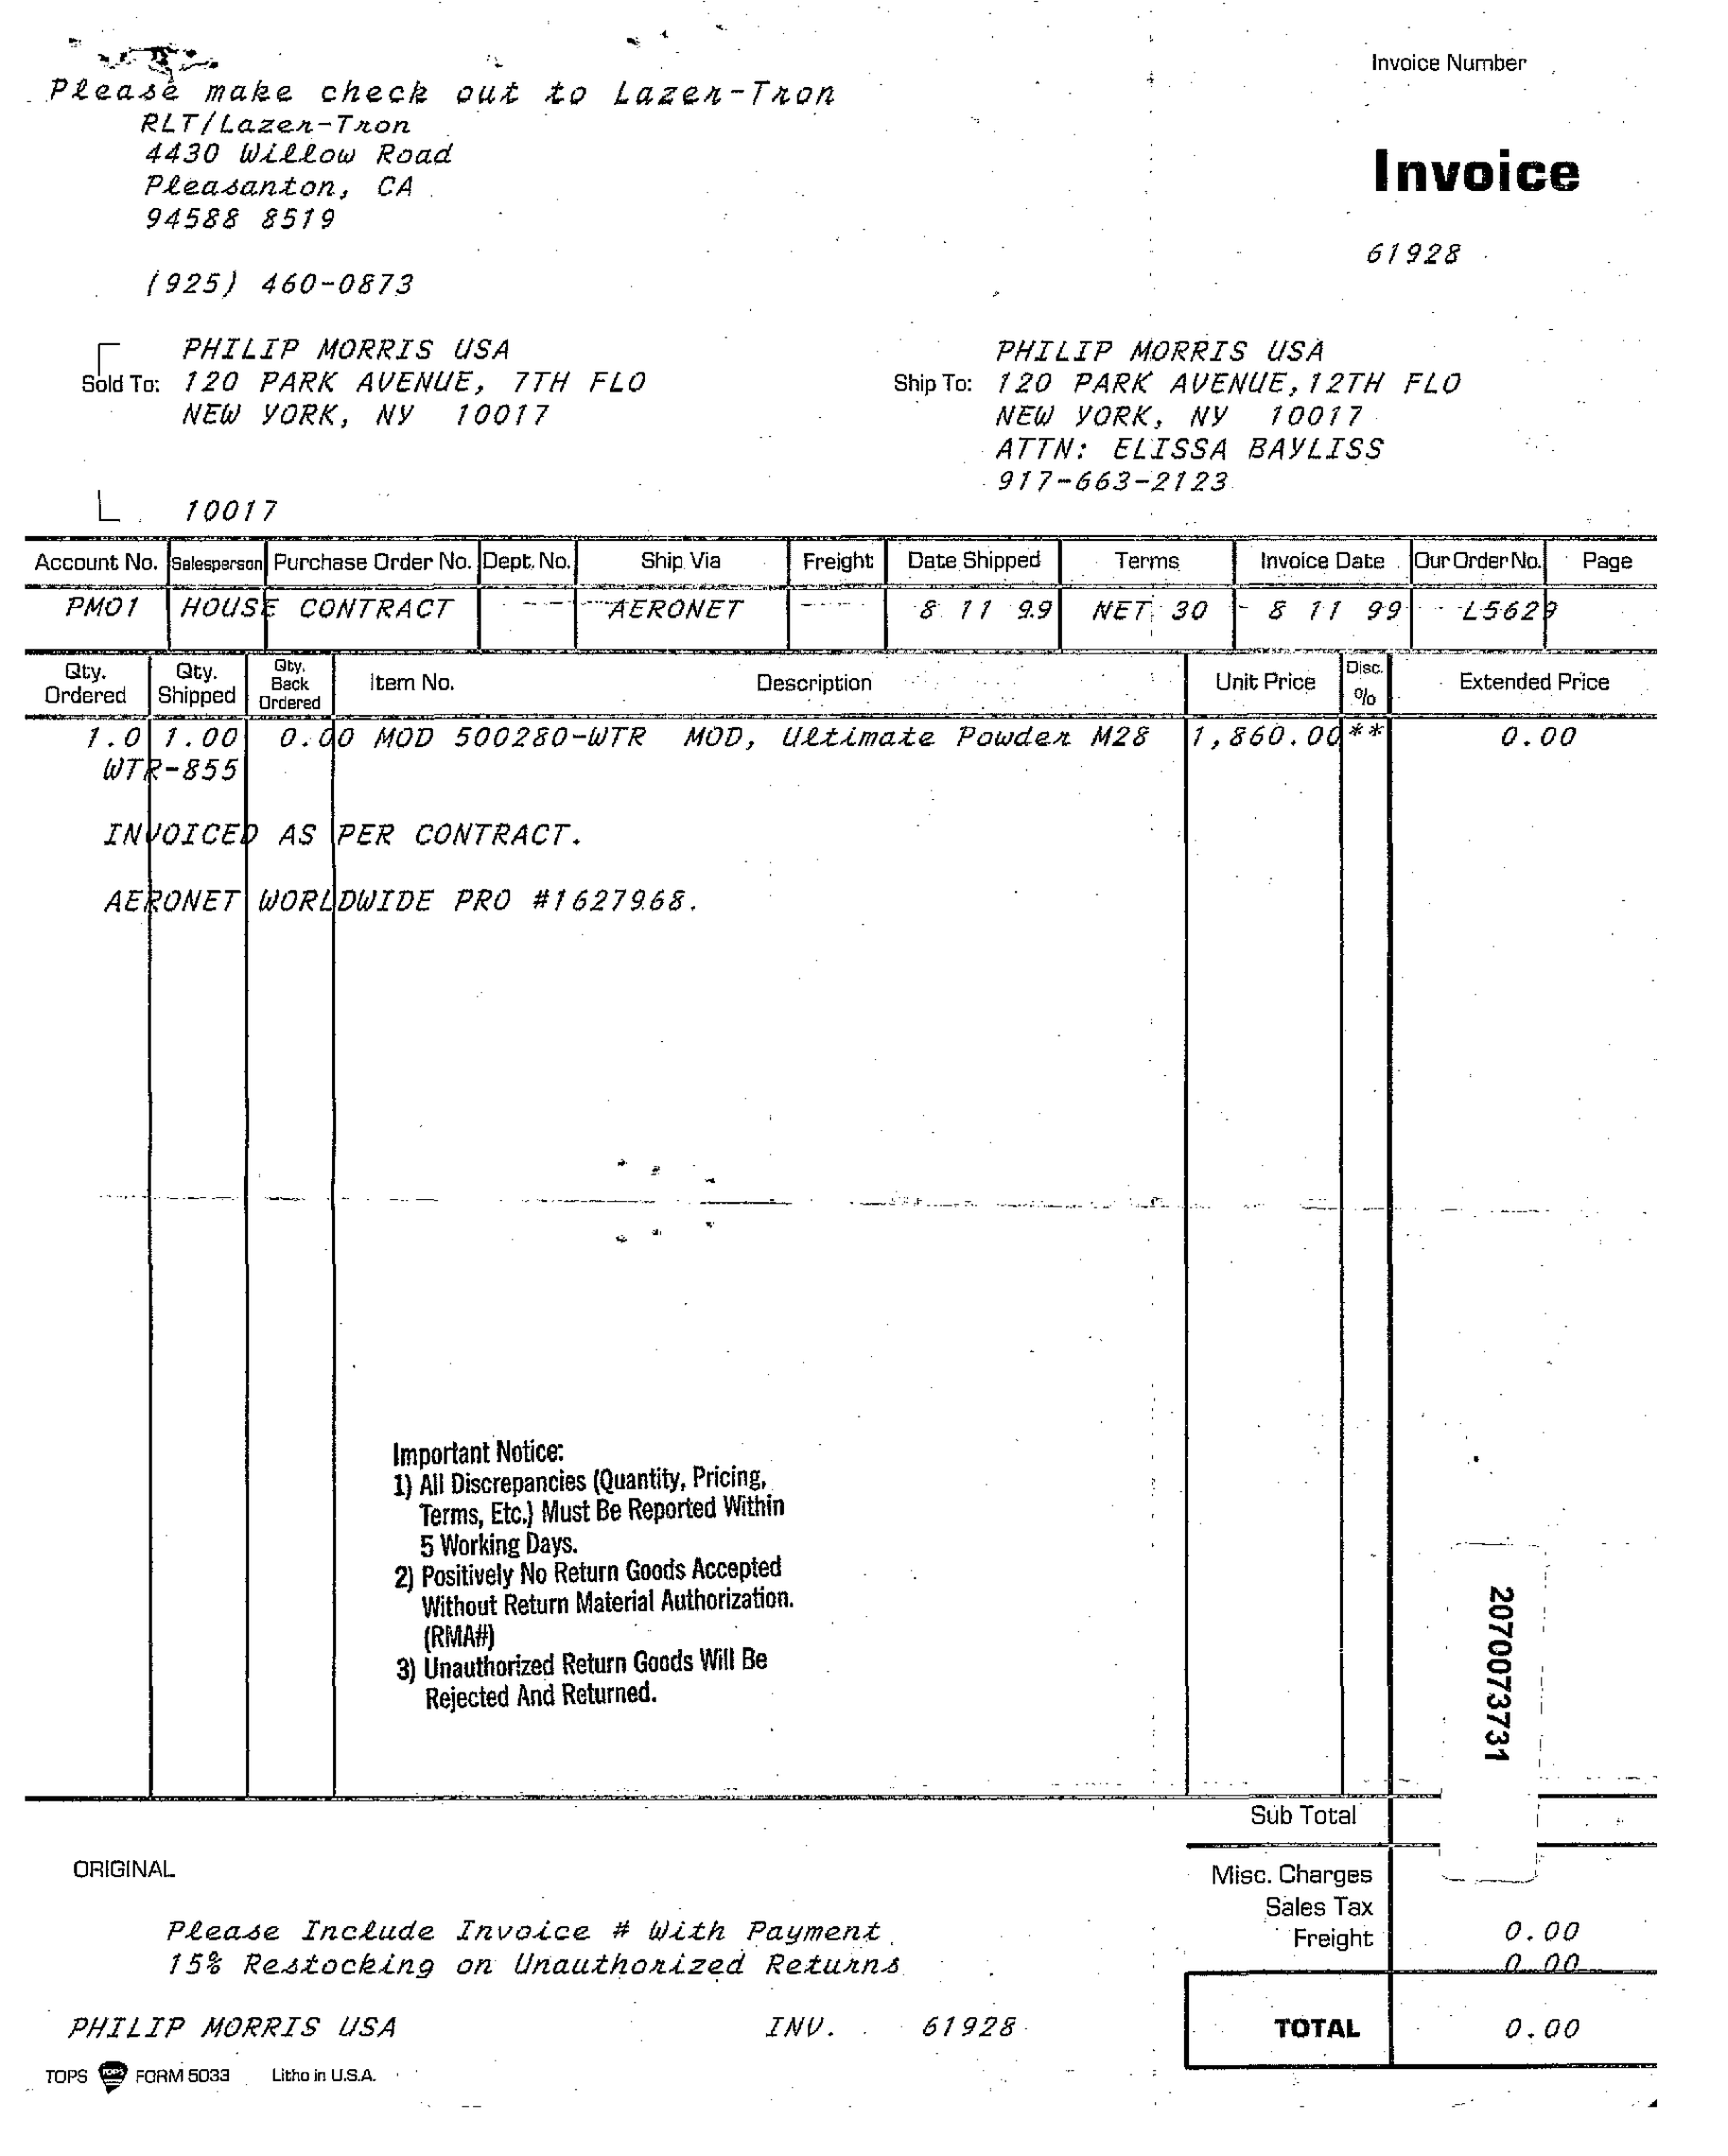 Invoice Number
Please make check out to Lazer-Tron
RLT/Lazer-Tron
4430 Willow Road
Pleasanton, CA
94588 8519
Invoice
61928
(925) 460-0873
Sold To:
PHILIP MORRIS USA
120 PARK AVENUE, 7TH FLO
NEW YORK, NY 10017
10017
Ship To:
PHILIP MORRIS USA
120 PARK AVENUE, 12TH FLO
NEW YORK, NY 10017
ATTN: ELISSA BAYLISS
917-663-2123
Account No. Salesperson Purchase Order No. Dept. No. Ship Via Freight Date Shipped Terms Invoice Date Our Order No. Page
PM01 HOUSE CONTRACT AERONET 8 11 99 NET 30 8 11 99 L5629
Qty. Ordered Qty. Shipped Qty. Back Ordered Item No. Description Unit Price Disc. % Extended Price
1.0 1.00 0.00 MOD 500280-WTR MOD, Ultimate Powder M28 1,860.00 ** 0.00
WTR-855
INVOICED AS PER CONTRACT.
AERONET WORLDWIDE PRO #1627968.
Important Notice:
1) All Discrepancies (Quantity, Pricing,
Terms, Etc.) Must Be Reported Within
5 Working Days.
2) Positively No Return Goods Accepted
Without Return Material Authorization.
(RMA#)
3) Unauthorized Return Goods Will Be
Rejected And Returned.
2070073731
Sub Total
ORIGINAL
Misc. Charges
Sales Tax
Freight 0.00
0.00
Please Include Invoice # With Payment
15% Restocking on Unauthorized Returns
PHILIP MORRIS USA INV. 61928
TOTAL 0.00
TOPS TOPS FORM 5033 Litho in U.S.A.